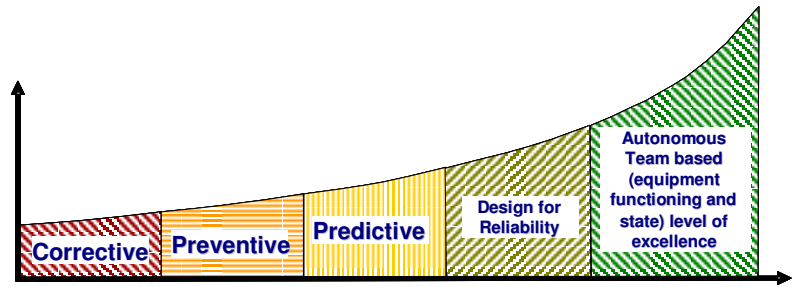 Corrective
Preventive
Predictive
Design for
Reliability
Autonomous
Team based
(equipment
functioning and
state) level of
excellence